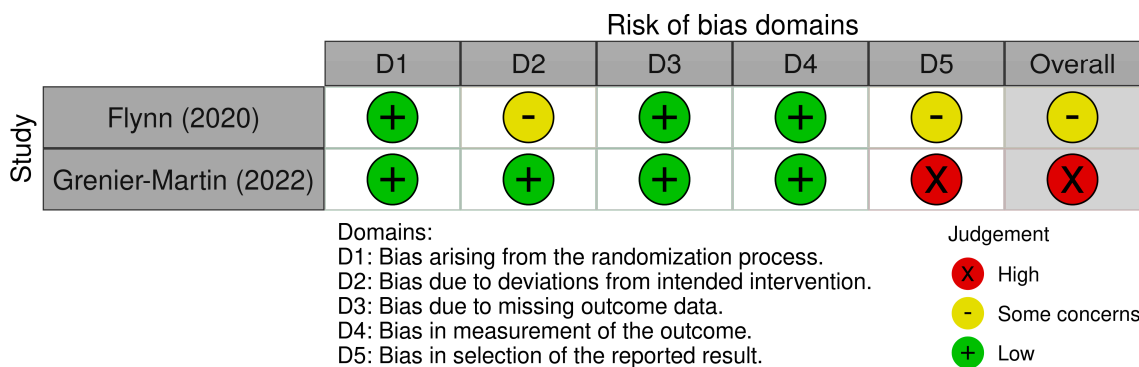 Risk of bias domains
D1 D2 D3 D4 D5 Overall
Study
Flynn (2020) + - + + - -
Grenier-Martin (2022) + + + + X X
Domains:
D1: Bias arising from the randomization process.
D2: Bias due to deviations from intended intervention.
D3: Bias due to missing outcome data.
D4: Bias in measurement of the outcome.
D5: Bias in selection of the reported result.
Judgement
X High
- Some concerns
+ Low